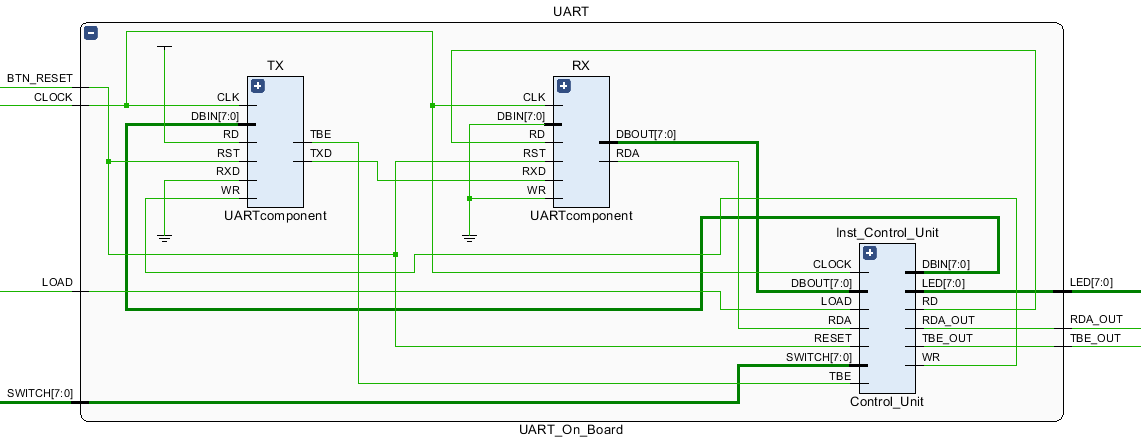 UART
BTN_RESET
CLOCK
LOAD
SWITCH[7:0]
TX
CLK
DBIN[7:0]
RD
RST
RXD
WR
TBE
TXD
UARTcomponent
RX
CLK
DBIN[7:0]
RD
RST
RXD
WR
DBOUT[7:0]
RDA
UARTcomponent
Inst_Control_Unit
CLOCK
DBOUT[7:0]
LOAD
RDA
RESET
SWITCH[7:0]
TBE
DBIN[7:0]
LED[7:0]
RD
RDA_OUT
TBE_OUT
WR
Control_Unit
LED[7:0]
RDA_OUT
TBE_OUT
UART_On_Board